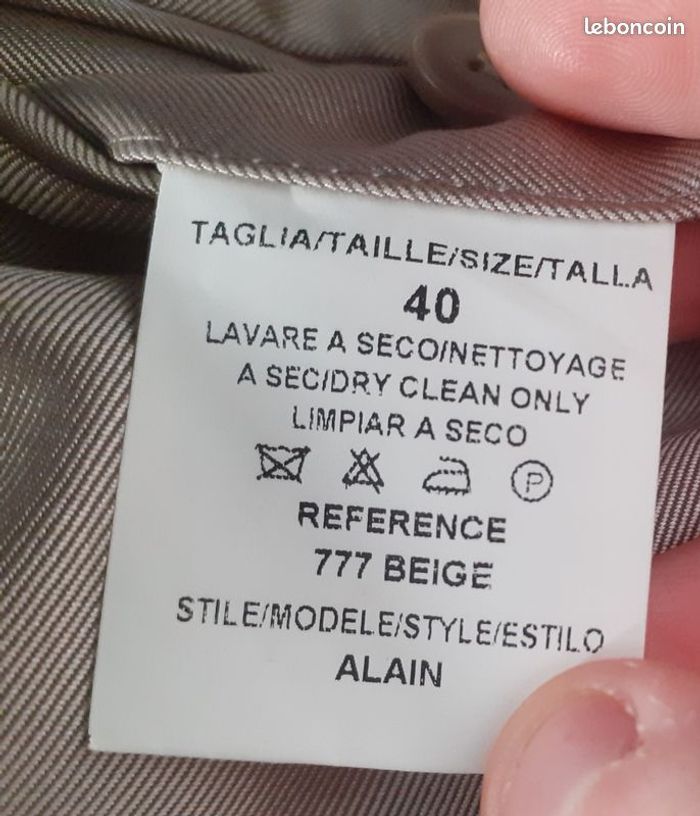 leboncoin
TAGLIA/TAILLE/SIZE/TALLA
40
LAVARE A SECO/NETTOYAGE
A SEC/DRY CLEAN ONLY
LIMPIAR A SECO
P
REFERENCE
777 BEIGE
STILE/MODELE/STYLE/ESTILO
ALAIN